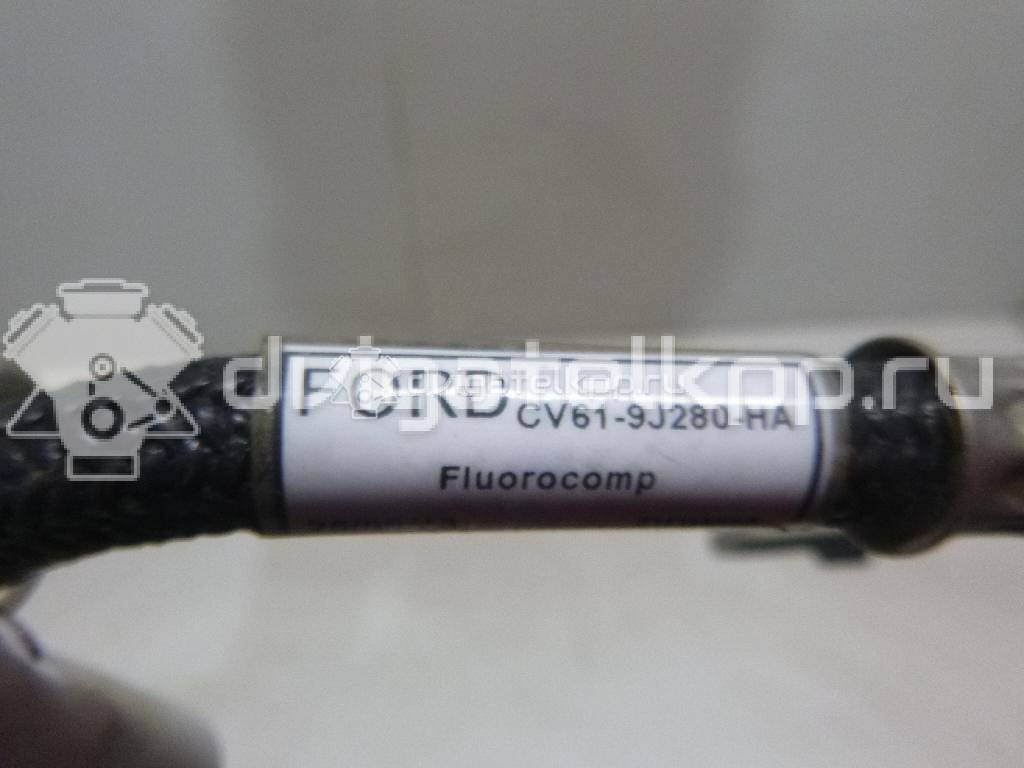 FORD
CV61-9J280-HA
Fluorocomp
dvigatelkop.ru